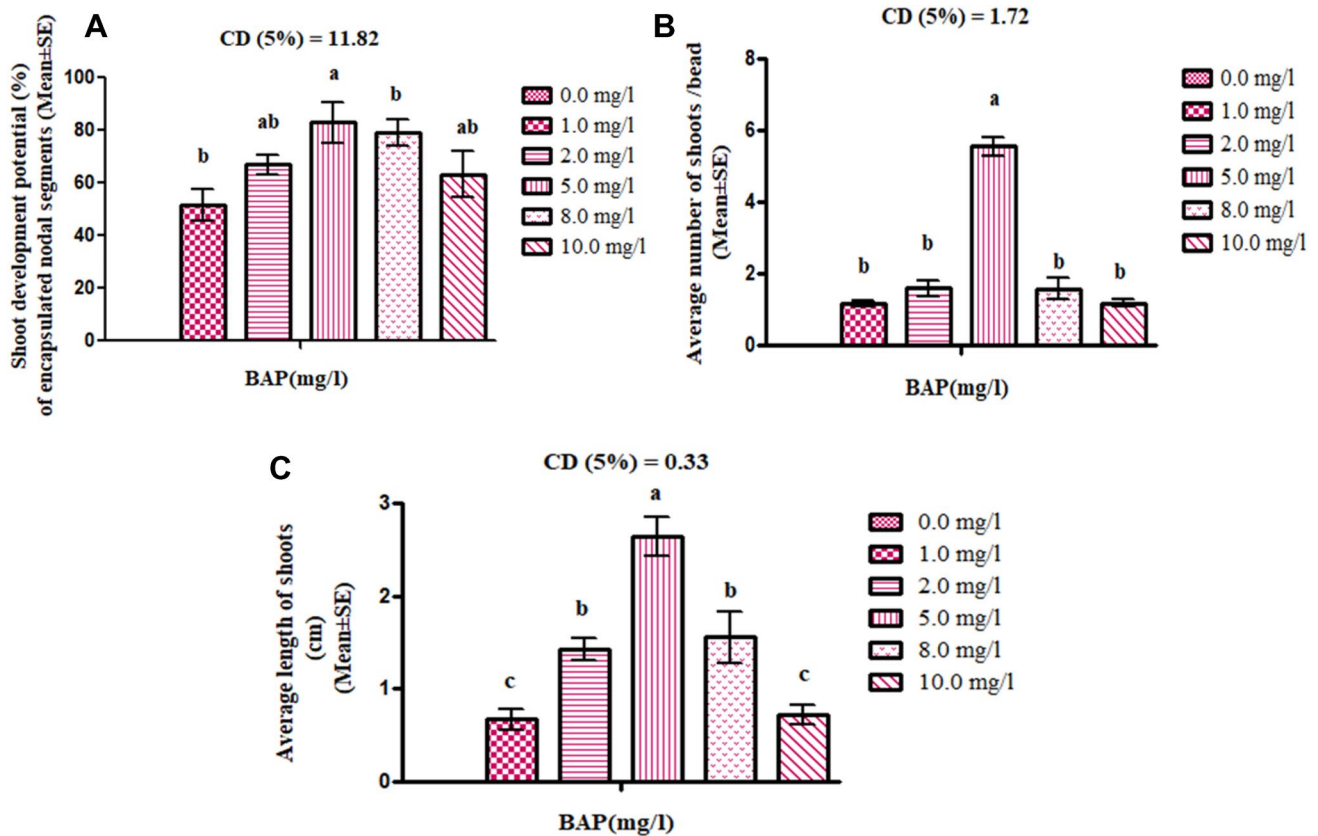 A
CD (5%) = 11.82
Shoot development potential (%)
of encapsulated nodal segments (Mean±SE)
100
80
60
40
20
0
b
ab
a
b
ab
BAP(mg/l)
0.0 mg/l
1.0 mg/l
2.0 mg/l
5.0 mg/l
8.0 mg/l
10.0 mg/l
B
CD (5%) = 1.72
Average number of shoots /bead
(Mean±SE)
8
6
4
2
0
b
b
a
b
b
BAP(mg/l)
0.0 mg/l
1.0 mg/l
2.0 mg/l
5.0 mg/l
8.0 mg/l
10.0 mg/l
C
CD (5%) = 0.33
Average length of shoots
(cm)
(Mean±SE)
3
2
1
0
c
b
a
b
c
BAP(mg/l)
0.0 mg/l
1.0 mg/l
2.0 mg/l
5.0 mg/l
8.0 mg/l
10.0 mg/l